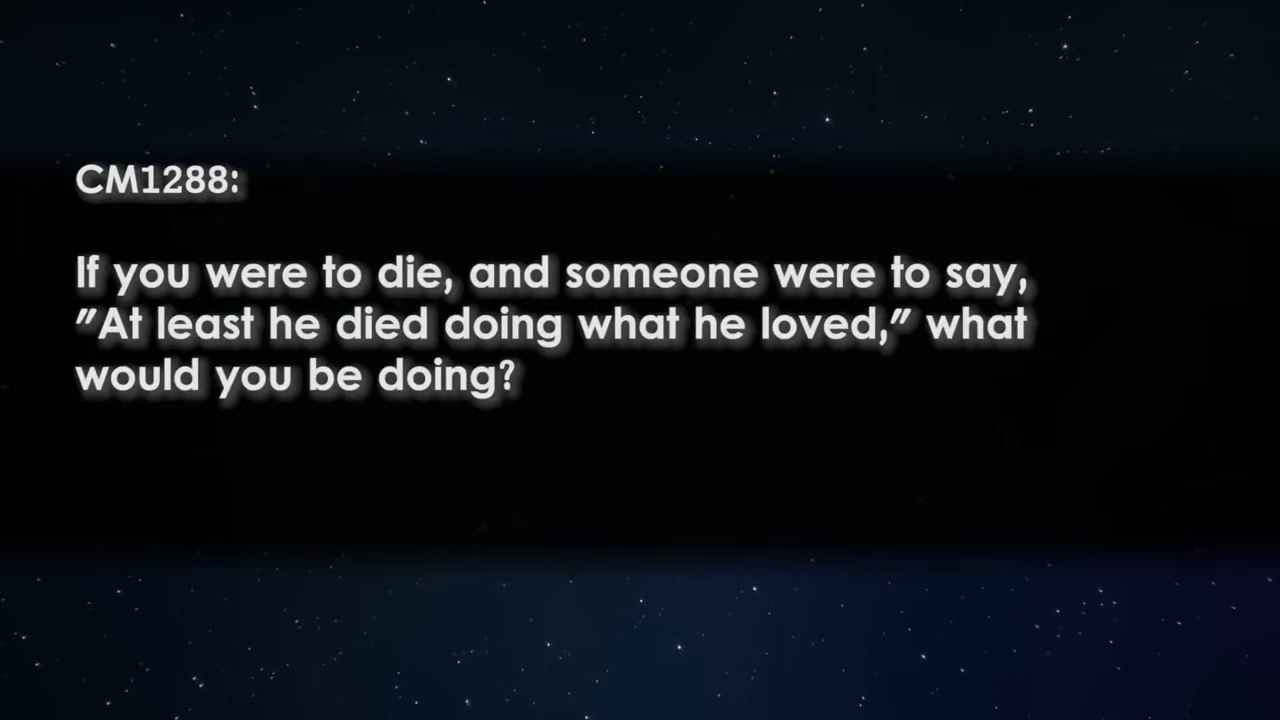 CM1288:
If you were to die, and someone were to say,
"At least he died doing what he loved," what
would you be doing?